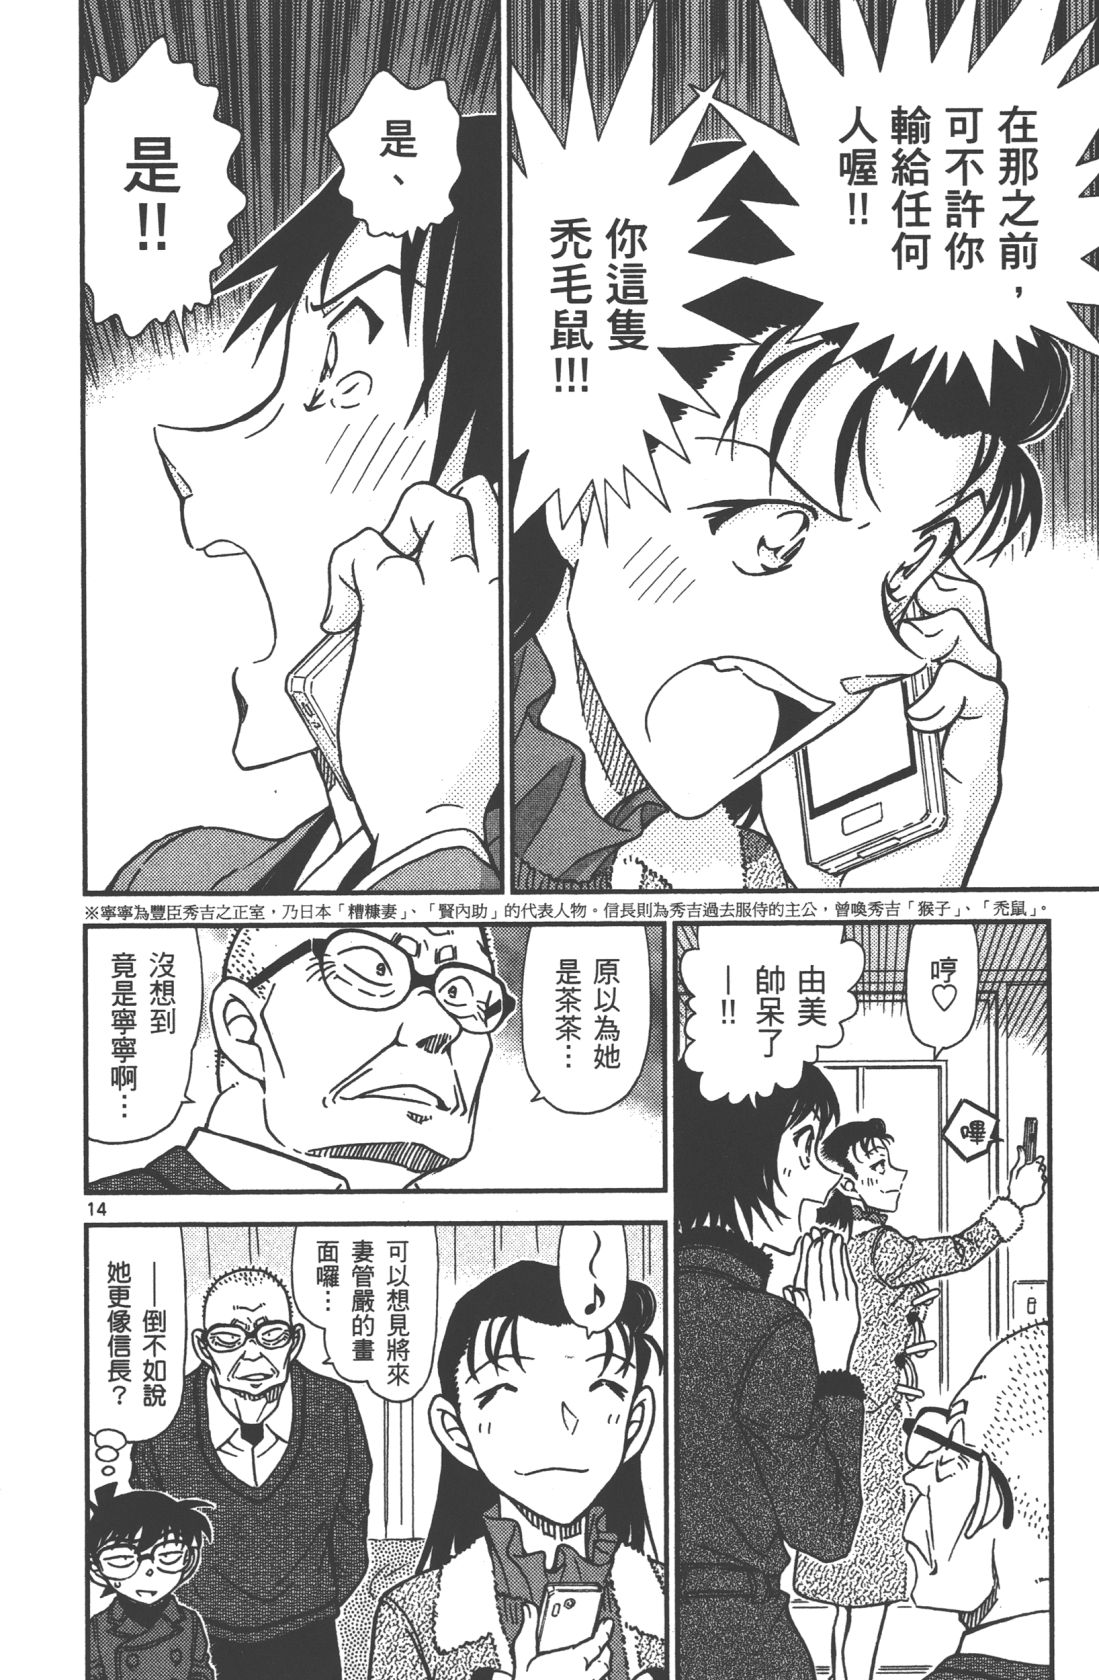 在那之前，
可不許你
輸給任何
人喔!!
你這隻
禿毛鼠!!!
是、
是!!
※寧寧為豐臣秀吉之正室，乃日本「糟糠妻」、「賢內助」的代表人物。信長則為秀吉過去服侍的主公，曾喚秀吉「猴子」、「禿鼠」。
哼♡
嗶
由美
帥呆了
—!!
原以為她
是茶茶…
沒想到
竟是寧寧啊…
14
♪
可以想見將來
妻管嚴的畫
面囉…
——倒不如說
她更像信長？